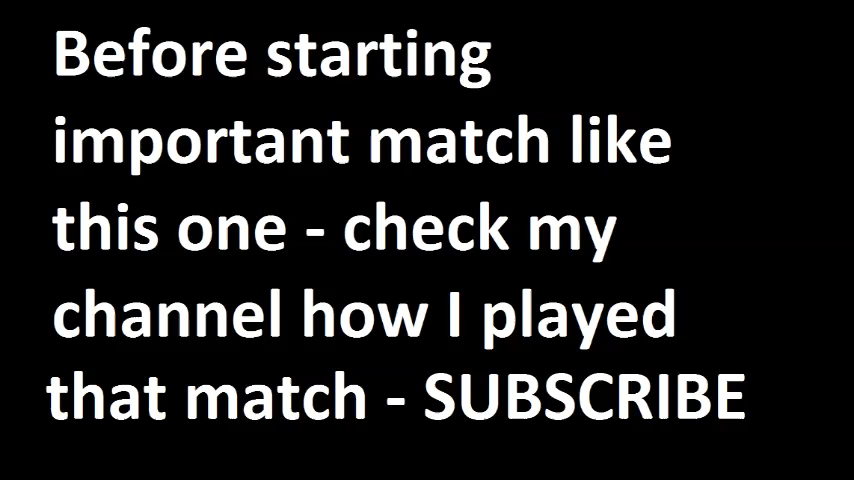 Before starting
important match like
this one - check my
channel how I played
that match - SUBSCRIBE